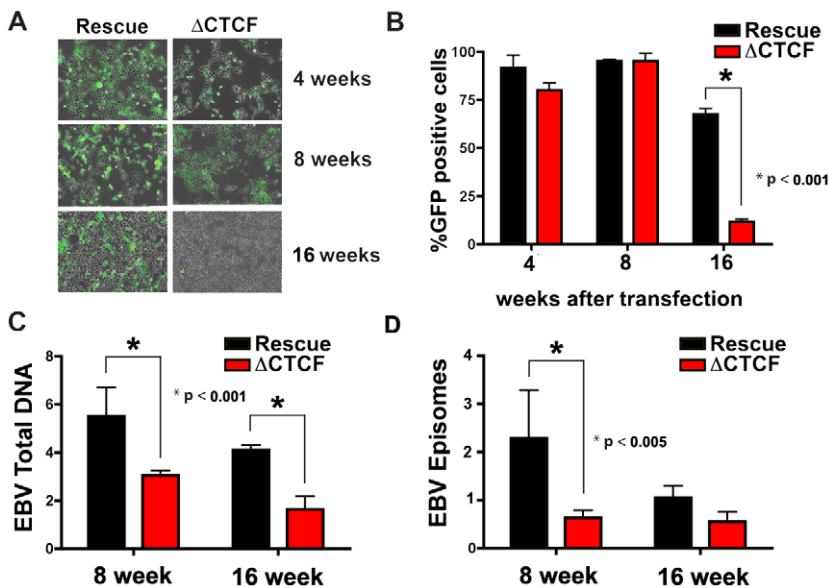 A
Rescue
ΔCTCF
4 weeks
8 weeks
16 weeks
B
Rescue
ΔCTCF
%GFP positive cells
100
75
50
25
0
*
* p < 0.001
4
8
16
weeks after transfection
C
Rescue
ΔCTCF
EBV Total DNA
8
6
4
2
0
*
* p < 0.001
*
8 week
16 week
D
Rescue
ΔCTCF
EBV Episomes
4
3
2
1
0
*
* p < 0.005
8 week
16 week